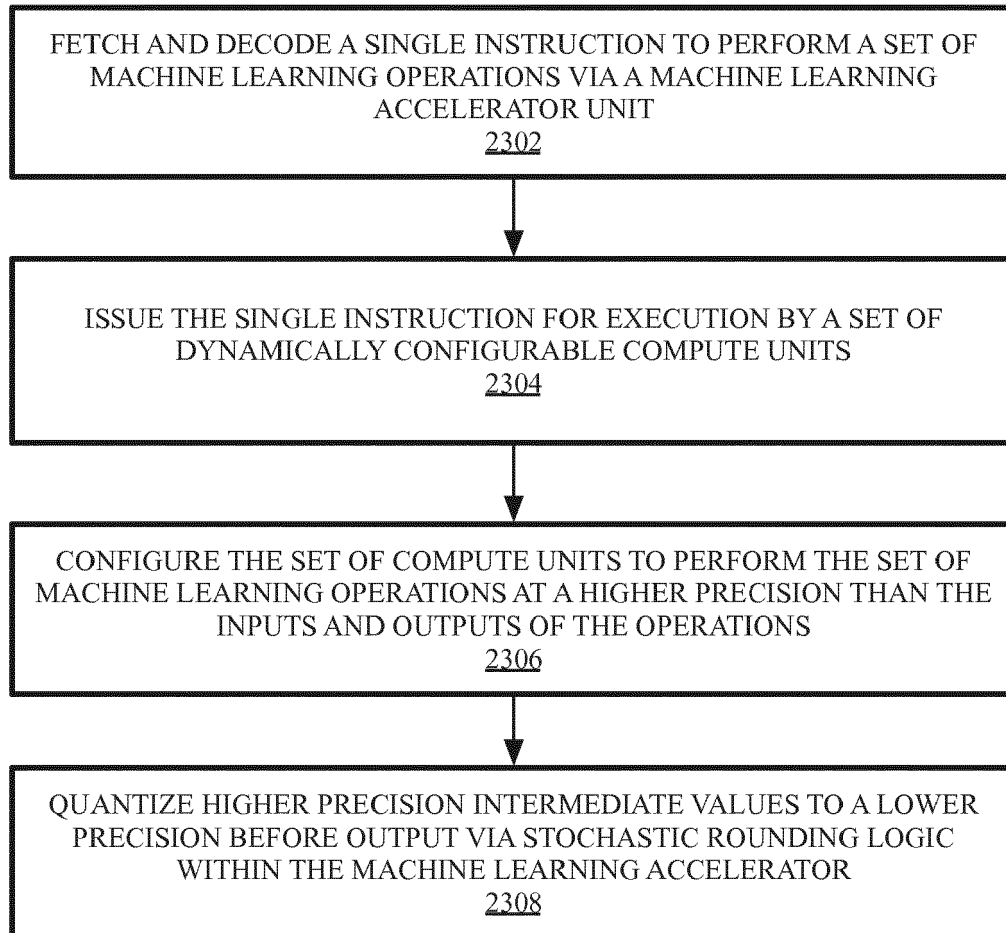 FETCH AND DECODE A SINGLE INSTRUCTION TO PERFORM A SET OF
MACHINE LEARNING OPERATIONS VIA A MACHINE LEARNING
ACCELERATOR UNIT
2302
ISSUE THE SINGLE INSTRUCTION FOR EXECUTION BY A SET OF
DYNAMICALLY CONFIGURABLE COMPUTE UNITS
2304
CONFIGURE THE SET OF COMPUTE UNITS TO PERFORM THE SET OF
MACHINE LEARNING OPERATIONS AT A HIGHER PRECISION THAN THE
INPUTS AND OUTPUTS OF THE OPERATIONS
2306
QUANTIZE HIGHER PRECISION INTERMEDIATE VALUES TO A LOWER
PRECISION BEFORE OUTPUT VIA STOCHASTIC ROUNDING LOGIC
WITHIN THE MACHINE LEARNING ACCELERATOR
2308